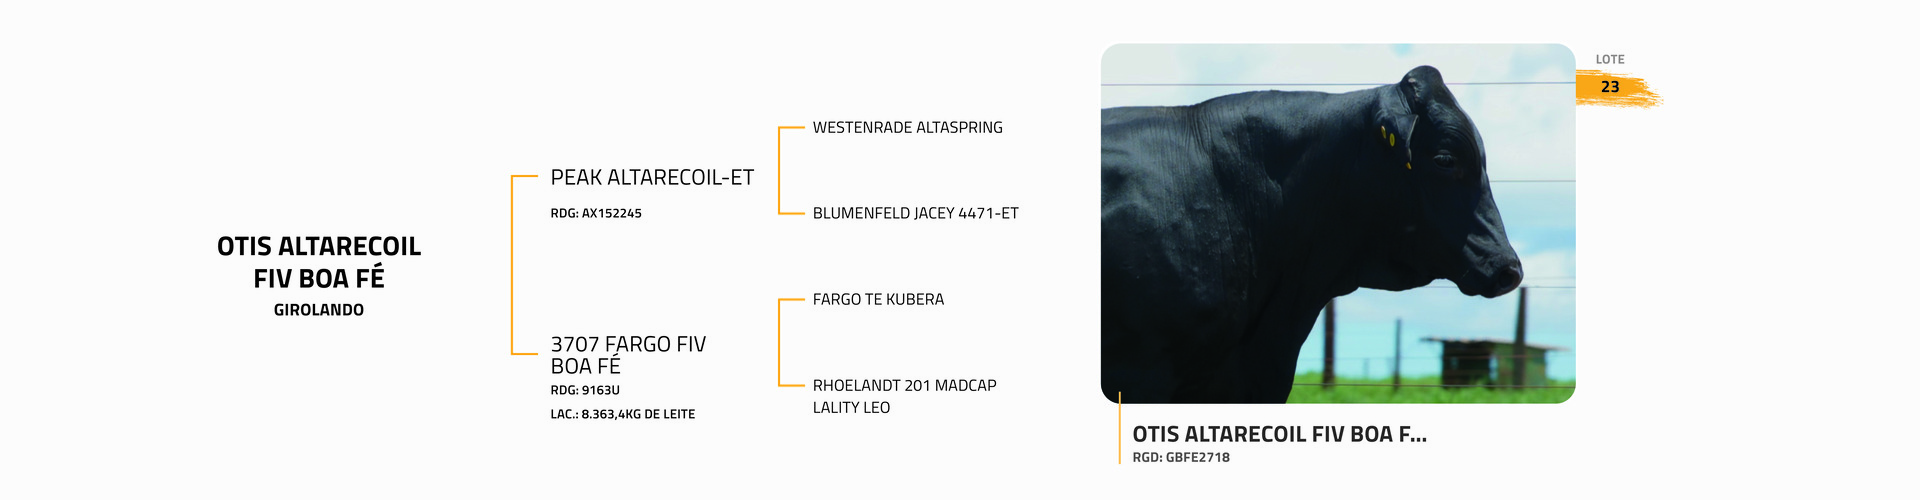 OTIS ALTARECOIL
FIV BOA FÉ
GIROLANDO
PEAK ALTARECOIL-ET
RDG: AX152245
3707 FARGO FIV
BOA FÉ
RDG: 9163U
LAC.: 8.363,4KG DE LEITE
WESTENRADE ALTASPRING
BLUMENFELD JACEY 4471-ET
FARGO TE KUBERA
RHOELANDT 201 MADCAP
LALITY LEO
LOTE
23
OTIS ALTARECOIL FIV BOA F...
RGD: GBFE2718